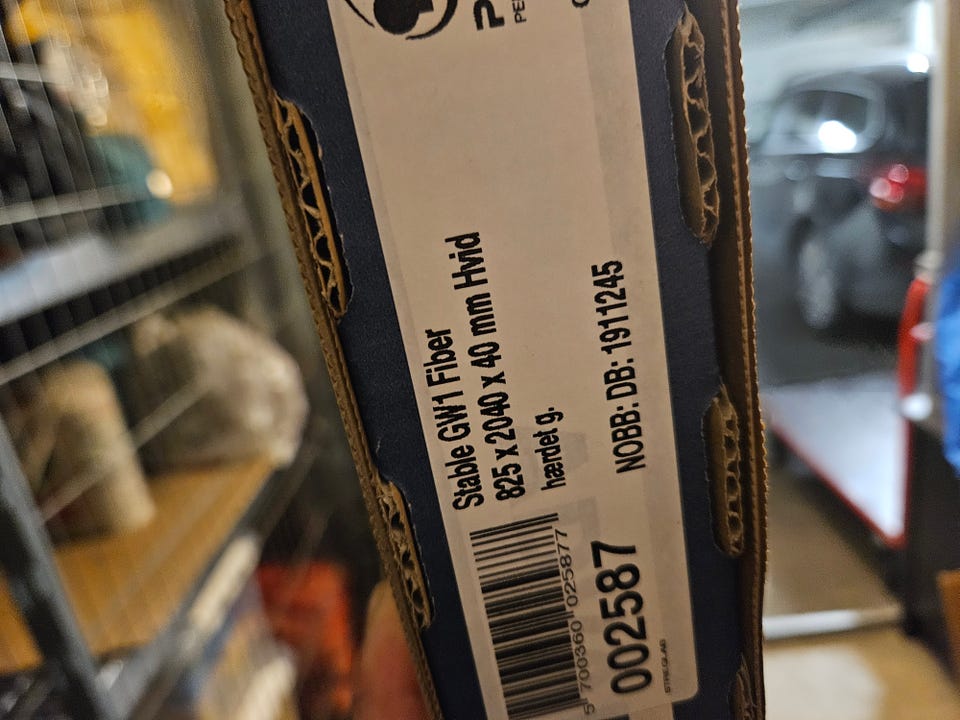 Stable GW1 Fiber
825 x 2040 x 40 mm Hvid
hærdet g.
NOBB: DB: 1911245
5 700360 025877
002587